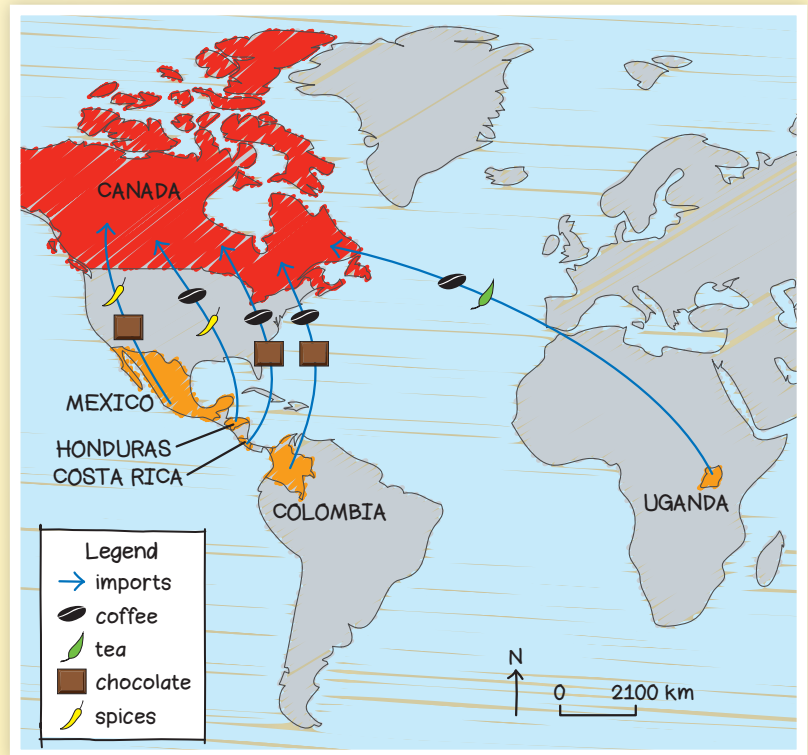 CANADA
MEXICO
HONDURAS
COSTA RICA
COLOMBIA
UGANDA
Legend
imports
coffee
tea
chocolate
spices
N
0 2100 km